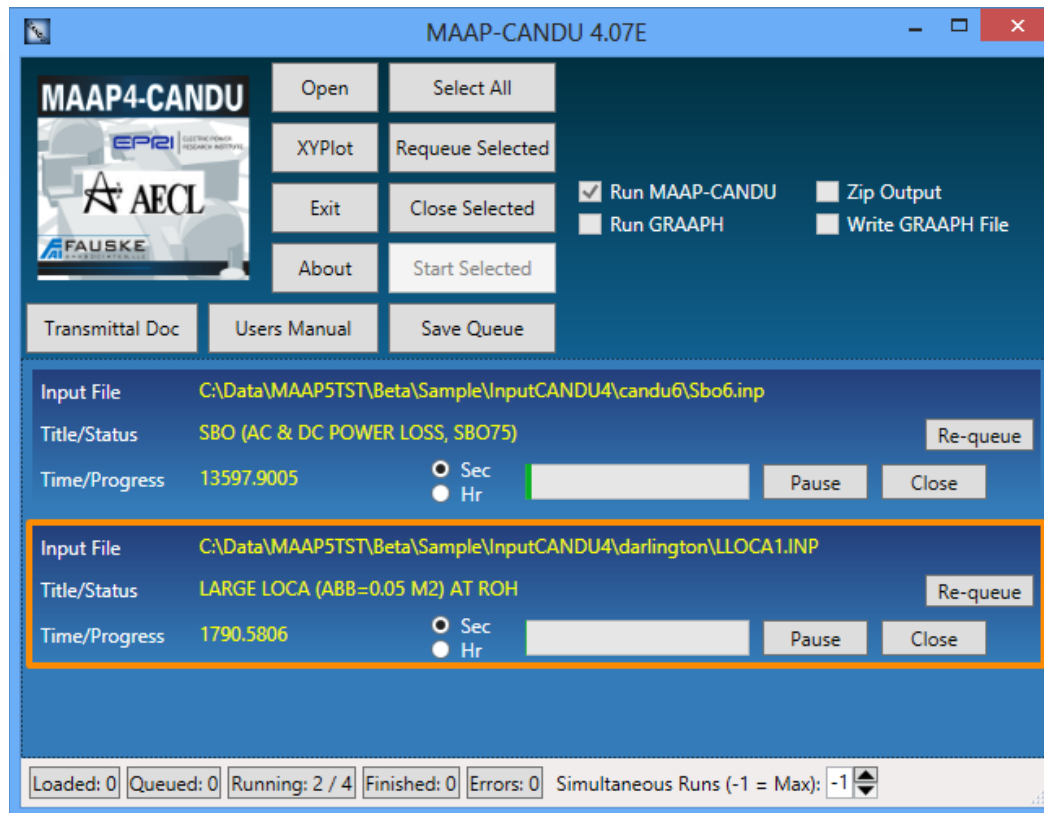 MAAP-CANDU 4.07E
MAAP4-CANDU
EPRI ELECTRIC POWER RESEARCH INSTITUTE
AECL
FAUSKE
Open
Select All
XYPlot
Requeue Selected
Exit
Close Selected
About
Start Selected
Transmittal Doc
Users Manual
Save Queue
Run MAAP-CANDU
Zip Output
Run GRAAPH
Write GRAAPH File
Input File C:\Data\MAAP5TST\Beta\Sample\InputCANDU4\candu6\Sbo6.inp
Title/Status SBO (AC & DC POWER LOSS, SBO75)
Re-queue
Time/Progress 13597.9005
Sec
Hr
Pause
Close
Input File C:\Data\MAAP5TST\Beta\Sample\InputCANDU4\darlington\LLOCA1.INP
Title/Status LARGE LOCA (ABB=0.05 M2) AT ROH
Re-queue
Time/Progress 1790.5806
Sec
Hr
Pause
Close
Loaded: 0 Queued: 0 Running: 2 / 4 Finished: 0 Errors: 0 Simultaneous Runs (-1 = Max): -1